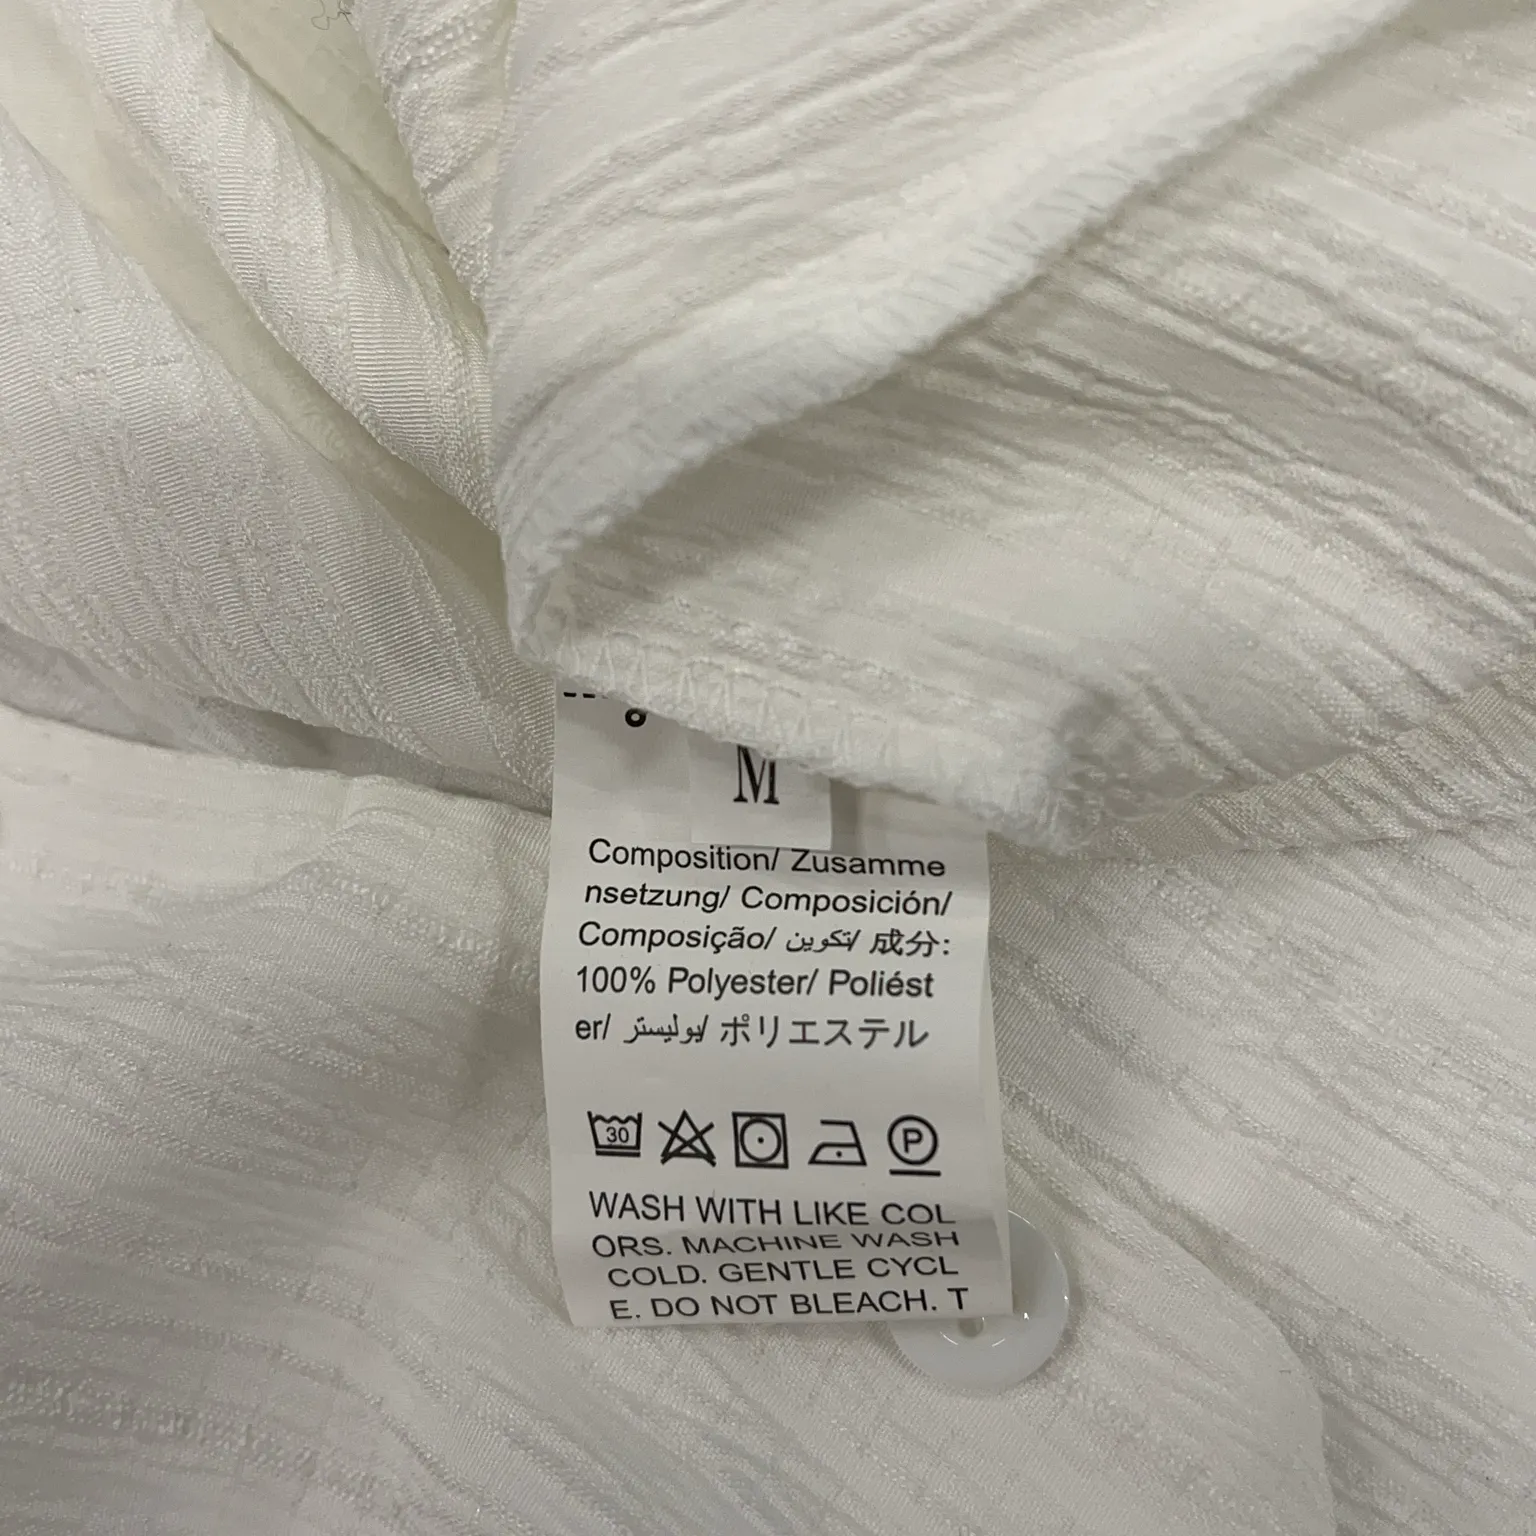 M
Composition/ Zusamme
nsetzung/ Composición/
Composição/ تكوين/ 成分:
100% Polyester/ Poliést
er/ بوليستر/ ポリエステル
30
P
WASH WITH LIKE COL
ORS. MACHINE WASH
COLD. GENTLE CYCL
E. DO NOT BLEACH. T